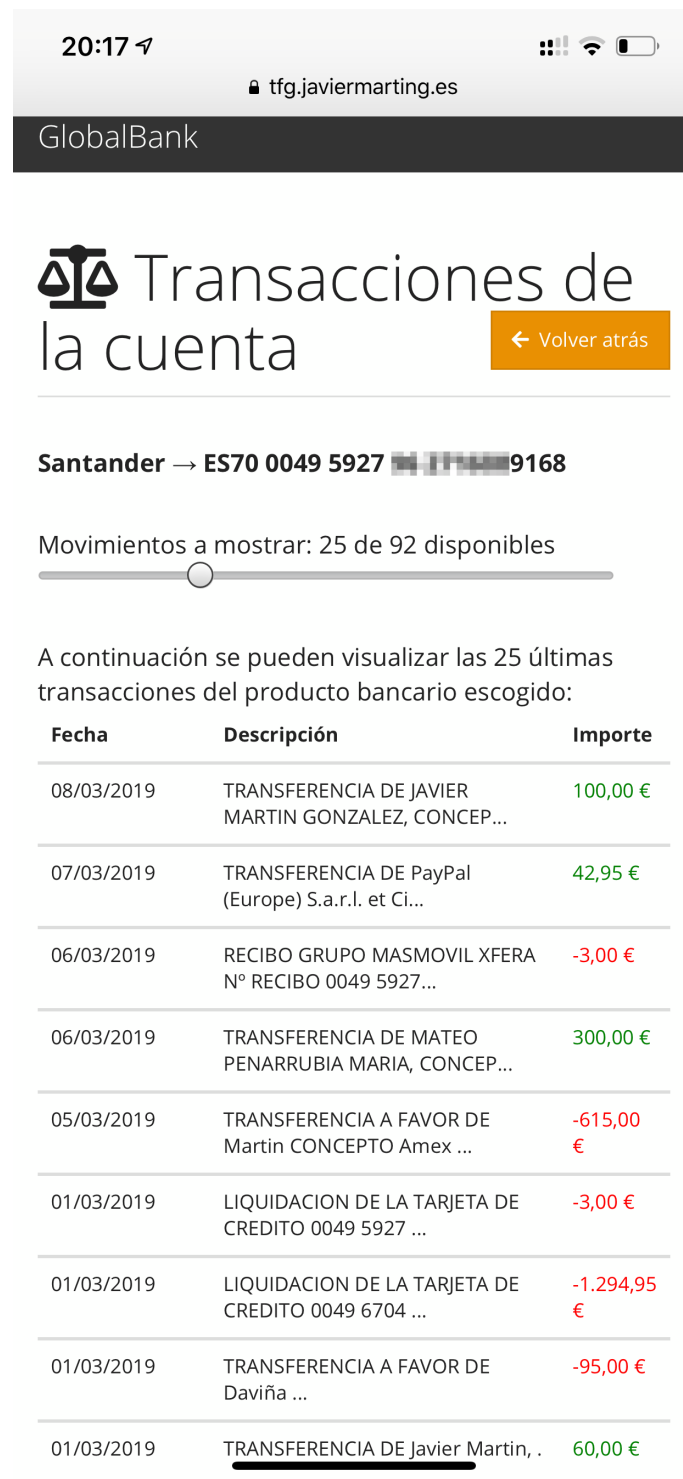 20:17
tfg.javiermarting.es
GlobalBank
Transacciones de
la cuenta
Volver atrás
Santander → ES70 0049 5927 9168
Movimientos a mostrar: 25 de 92 disponibles
A continuación se pueden visualizar las 25 últimas
transacciones del producto bancario escogido:
Fecha Descripción Importe
08/03/2019 TRANSFERENCIA DE JAVIER 100,00 €
MARTIN GONZALEZ, CONCEP...
07/03/2019 TRANSFERENCIA DE PayPal 42,95 €
(Europe) S.a.r.l. et Ci...
06/03/2019 RECIBO GRUPO MASMOVIL XFERA -3,00 €
Nº RECIBO 0049 5927...
06/03/2019 TRANSFERENCIA DE MATEO 300,00 €
PENARRUBIA MARIA, CONCEP...
05/03/2019 TRANSFERENCIA A FAVOR DE -615,00
Martin CONCEPTO Amex ... €
01/03/2019 LIQUIDACION DE LA TARJETA DE -3,00 €
CREDITO 0049 5927 ...
01/03/2019 LIQUIDACION DE LA TARJETA DE -1.294,95
CREDITO 0049 6704 ... €
01/03/2019 TRANSFERENCIA A FAVOR DE -95,00 €
Daviña ...
01/03/2019 TRANSFERENCIA DE Javier Martin, . 60,00 €